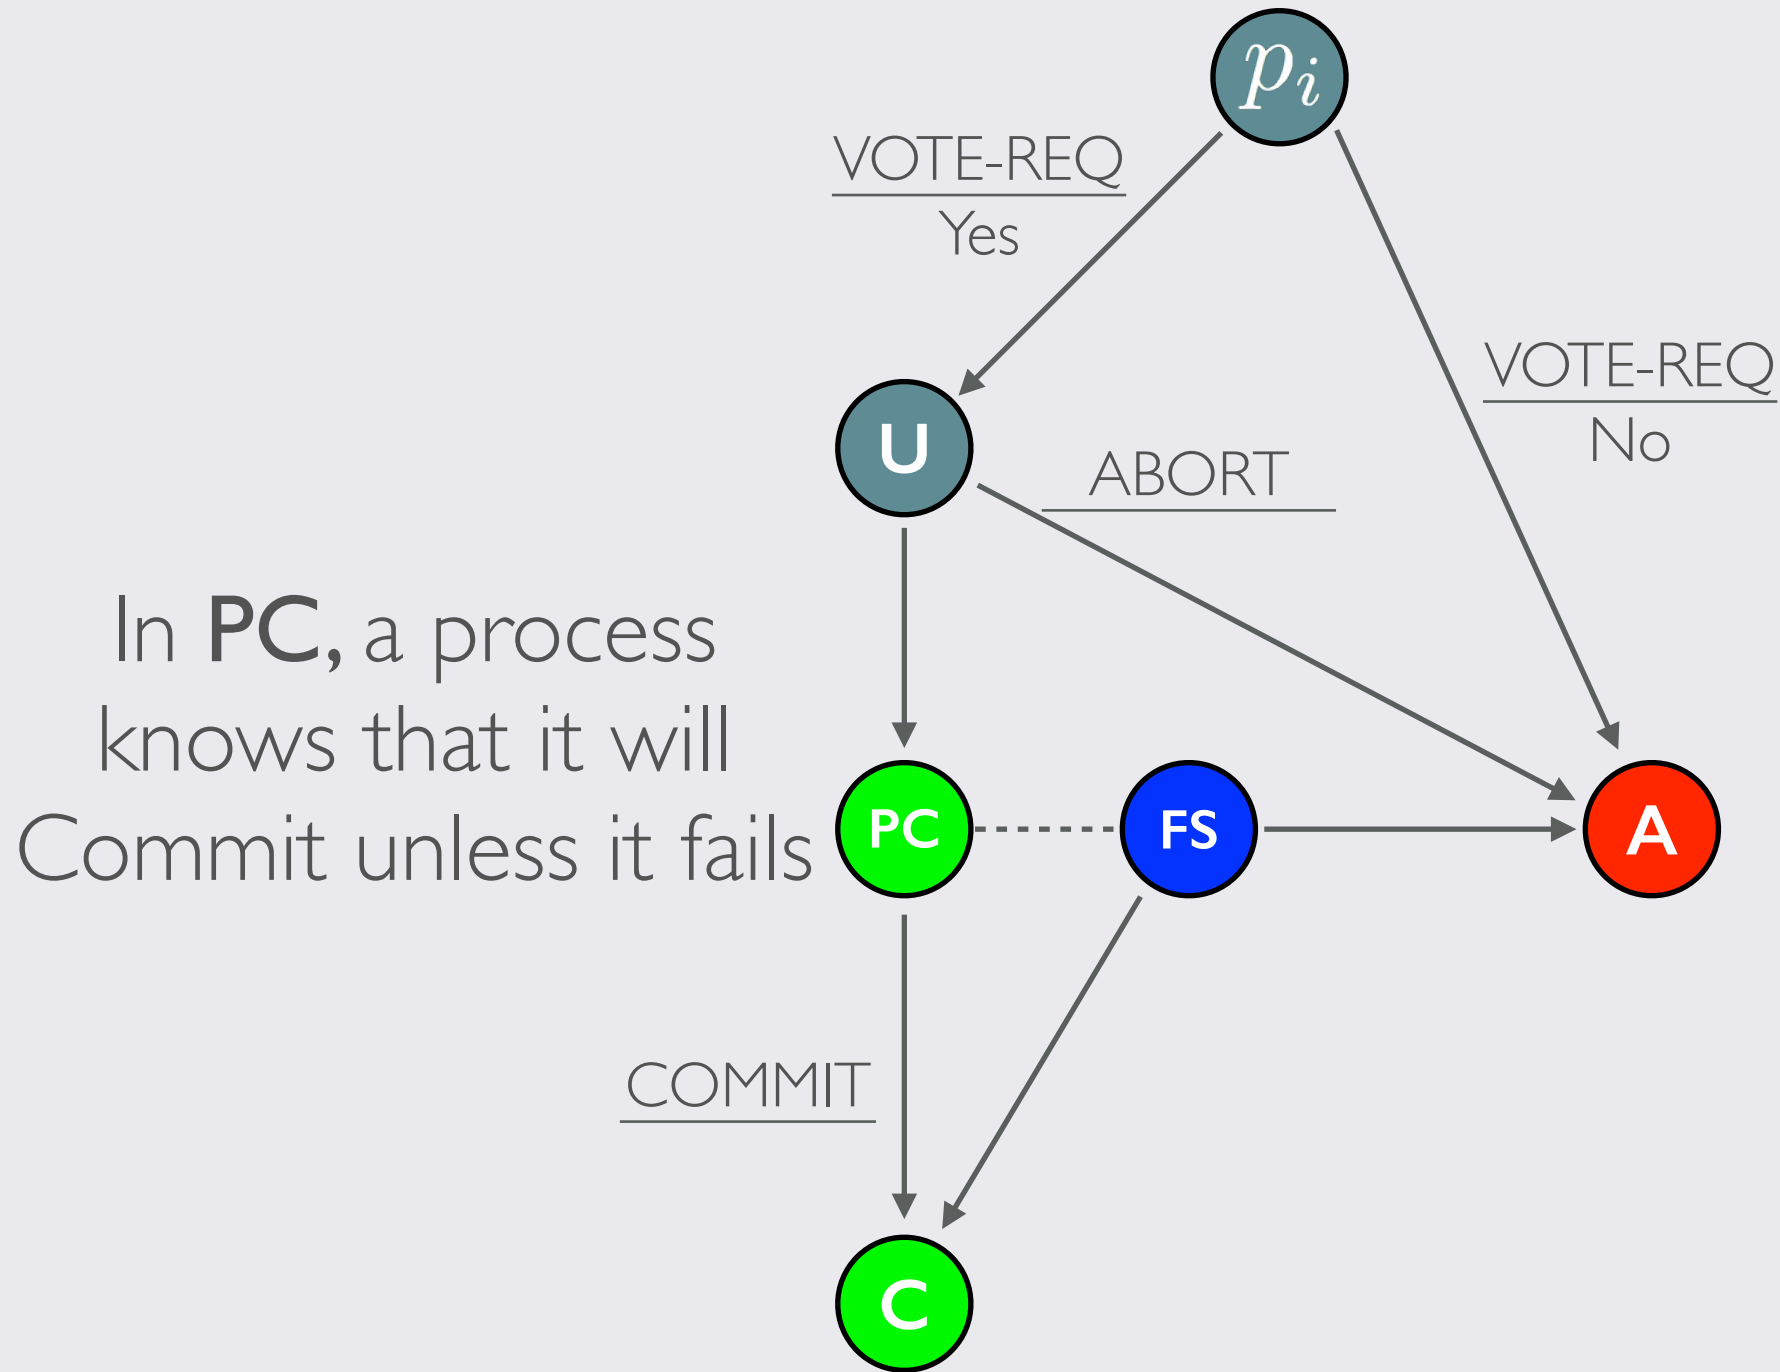 pᵢ
VOTE-REQ
Yes
VOTE-REQ
No
U
ABORT
In PC, a process
knows that it will
Commit unless it fails
PC
FS
A
COMMIT
C